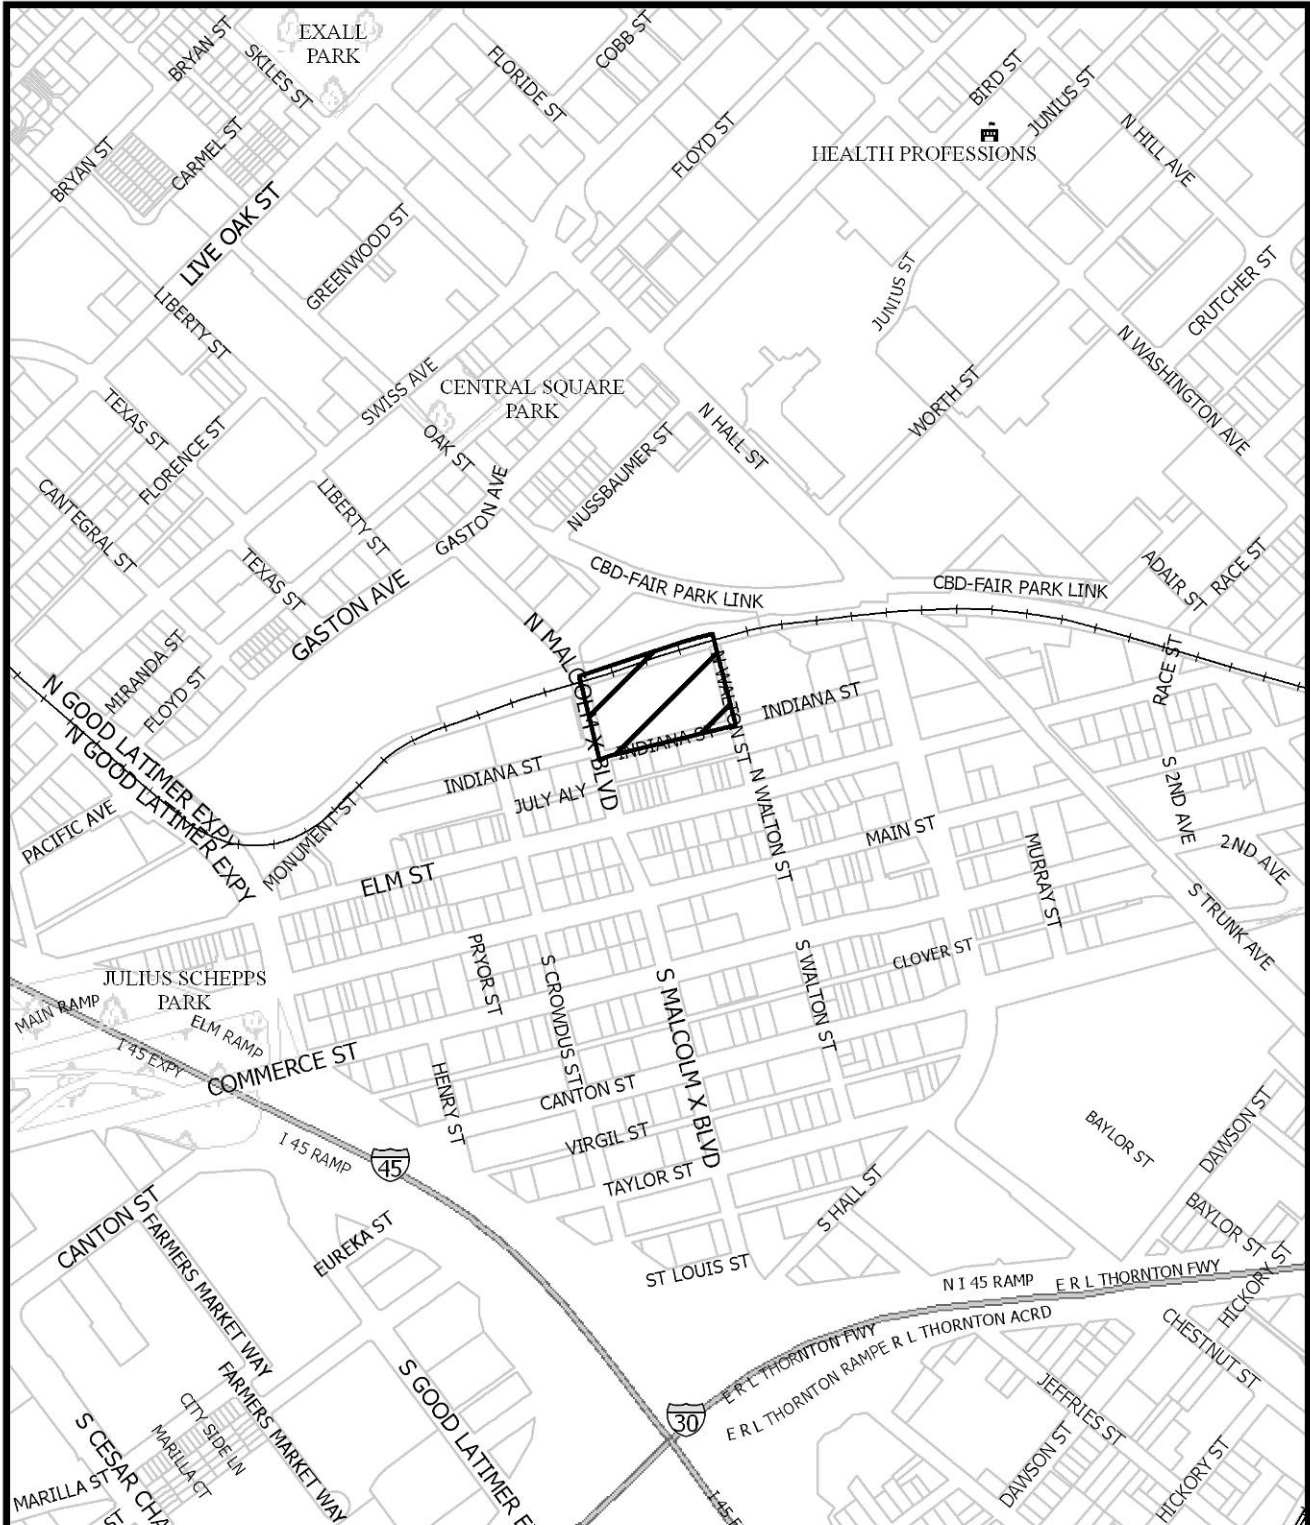 EXALL
PARK
BRYAN ST
SKILES ST
FLORIDE ST
COBB ST
BIRD ST
JUNIUS ST
N HILL AVE
HEALTH PROFESSIONS
BRYAN ST
CARMEL ST
FLOYD ST
LIVE OAK ST
GREENWOOD ST
JUNIUS ST
CRUTCHER ST
LIBERTY ST
SWISS AVE
CENTRAL SQUARE
PARK
N WASHINGTON AVE
WORTH ST
TEXAS ST
FLORENCE ST
OAK ST
N HALL ST
NUSSBAUMER ST
CANTEGRAL ST
LIBERTY ST
GASTON AVE
TEXAS ST
GASTON AVE
CBD-FAIR PARK LINK
CBD-FAIR PARK LINK
ADAIR ST
RACE ST
MIRANDA ST
FLOYD ST
N MALCOLM X BLVD
N WALTON ST
INDIANA ST
RACE ST
N GOOD LATIMER EXPY
N GOOD LATIMER EXPY
INDIANA ST
INDIANA ST
JULY ALY
N WALTON ST
S 2ND AVE
PACIFIC AVE
MONUMENT ST
ELM ST
MAIN ST
MURRAY ST
2ND AVE
S TRUNK AVE
PRYOR ST
S CROWDUS ST
S MALCOLM X BLVD
S WALTON ST
CLOVER ST
JULIUS SCHEPPS
PARK
MAIN RAMP
ELM RAMP
I 45 EXPY
COMMERCE ST
HENRY ST
CANTON ST
VIRGIL ST
TAYLOR ST
I 45 RAMP
45
BAYLOR ST
DAWSON ST
S HALL ST
BAYLOR ST
HICKORY ST
CANTON ST
FARMERS MARKET WAY
EUREKA ST
ST LOUIS ST
N I 45 RAMP
E R L THORNTON FWY
E R L THORNTON FWY
E R L THORNTON RAMP
E R L THORNTON ACRD
CHESTNUT ST
30
JEFFRIES ST
FARMERS MARKET WAY
S GOOD LATIMER E
CITY SIDE LN
MARILLA CT
S CESAR CHA
MARILLA ST
ST
DAWSON ST
HICKORY ST
I 45 E